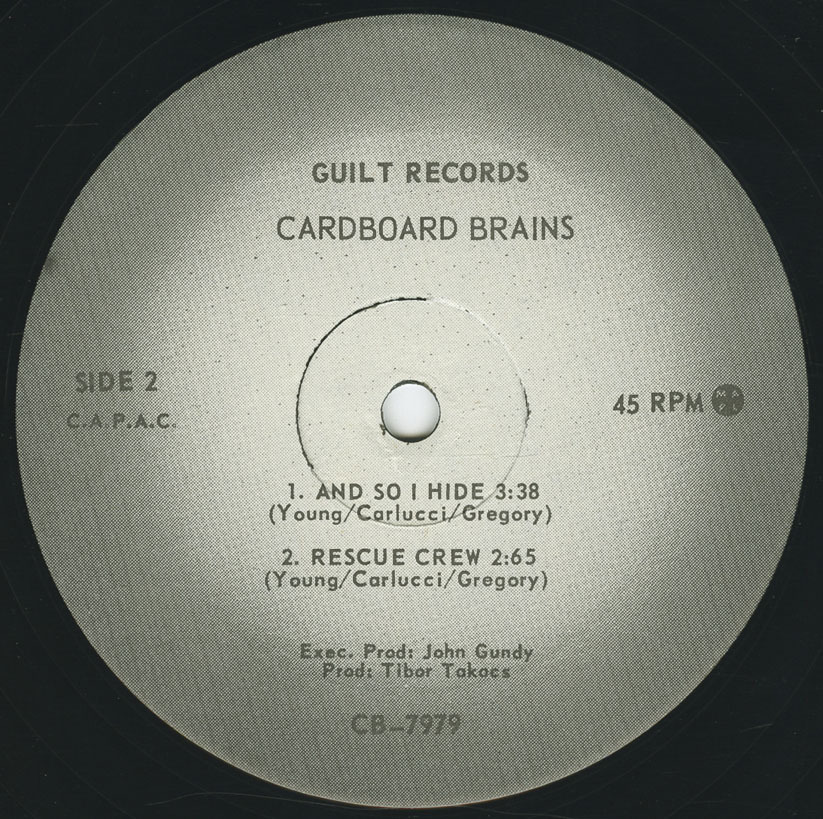 GUILT RECORDS
CARDBOARD BRAINS
SIDE 2
C.A.P.A.C.
45 RPM
MAPL
1. AND SO I HIDE 3:38
(Young/Carlucci/Gregory)
2. RESCUE CREW 2:65
(Young/Carlucci/Gregory)
Exec. Prod: John Gundy
Prod: Tibor Takacs
CB-7979